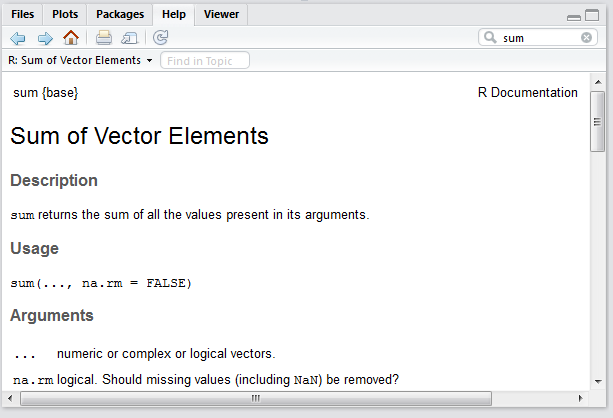 Files Plots Packages Help Viewer
sum
R: Sum of Vector Elements Find in Topic
sum {base} R Documentation
Sum of Vector Elements
Description
sum returns the sum of all the values present in its arguments.
Usage
sum(..., na.rm = FALSE)
Arguments
... numeric or complex or logical vectors.
na.rm logical. Should missing values (including NaN) be removed?